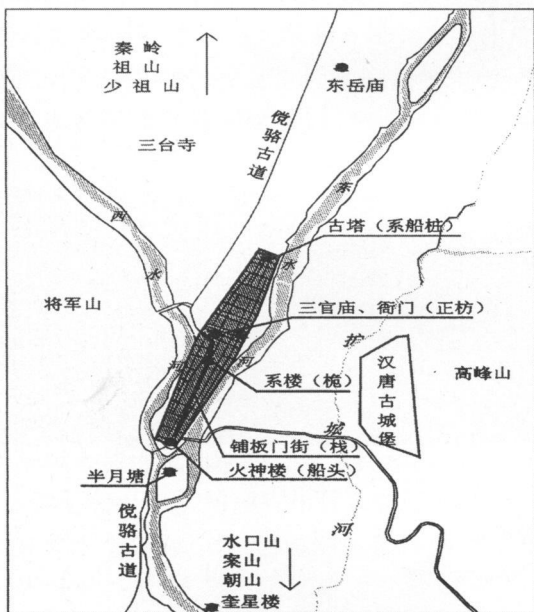 秦岭
祖山
少祖山
东岳庙
三台寺
傥骆古道
西水河
东水河
古塔（系船桩）
将军山
三官庙、衙门（正枋）
护城河
汉唐古城堡
高峰山
系楼（桅）
铺板门街（栈）
火神楼（船头）
半月塘
傥骆古道
水口山
案山
朝山
奎星楼